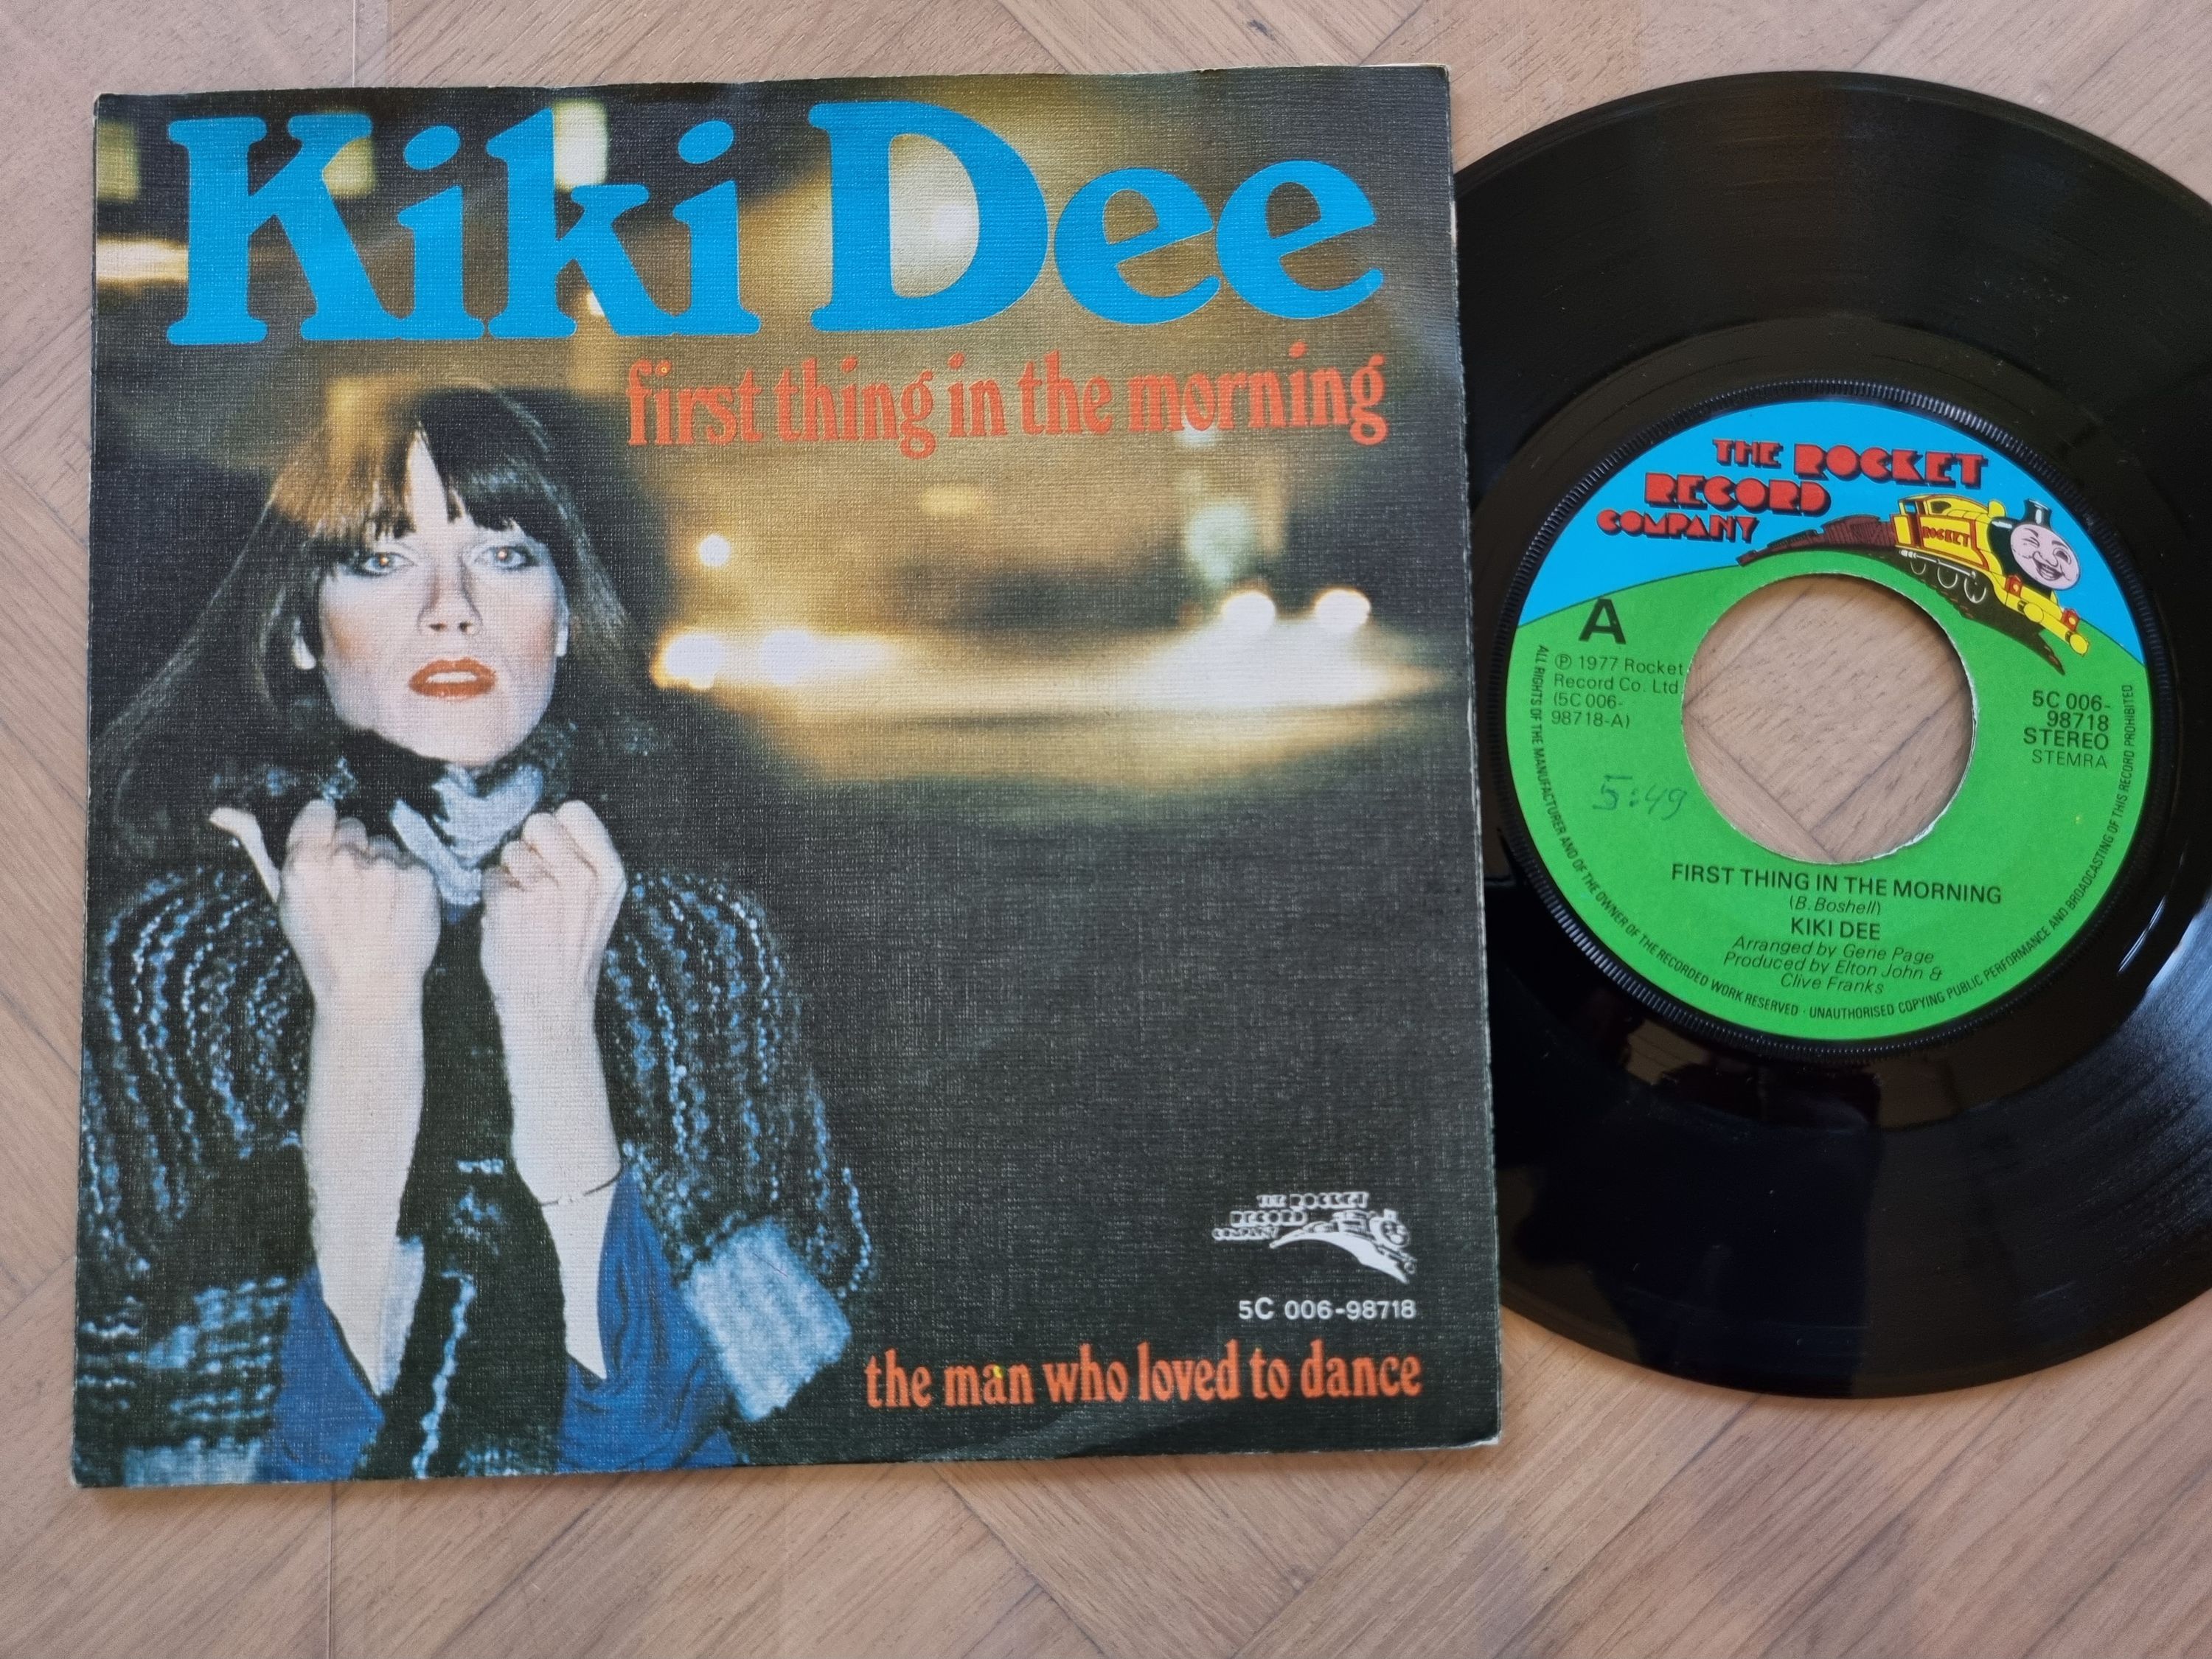 Kiki Dee
first thing in the morning
THE ROCKET
RECORD
COMPANY
5C 006-98718
the man who loved to dance
THE ROCKET
RECORD
COMPANY
ROCKET
A
℗ 1977 Rocket
Record Co. Ltd
(5C 006-
98718-A)
5C 006-
98718
STEREO
STEMRA
5:49
FIRST THING IN THE MORNING
(B. Boshell)
KIKI DEE
Arranged by Gene Page
Produced by Elton John &
Clive Franks
ALL RIGHTS OF THE MANUFACTURER AND OF THE OWNER OF THE RECORDED WORK RESERVED · UNAUTHORISED COPYING PUBLIC PERFORMANCE AND BROADCASTING OF THIS RECORD PROHIBITED